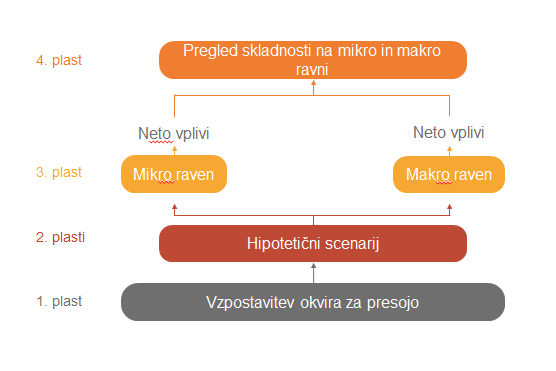 4. plast
Pregled skladnosti na mikro in makro
ravni
Neto vplivi
Neto vplivi
3. plast
Mikro raven
Makro raven
2. plasti
Hipotetični scenarij
1. plast
Vzpostavitev okvira za presojo